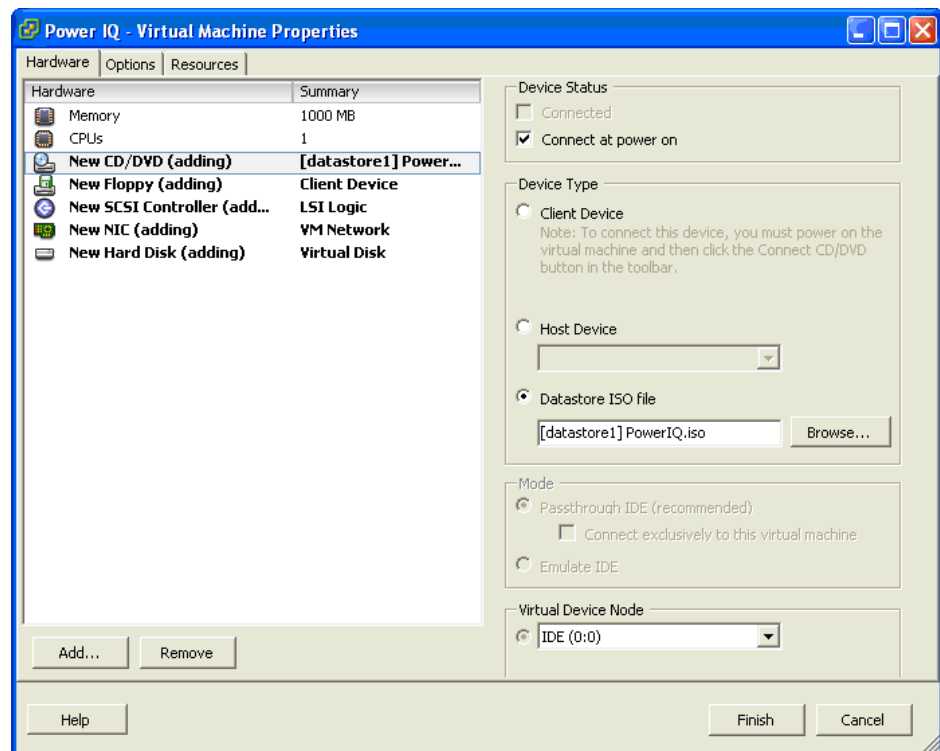 Power IQ - Virtual Machine Properties
Hardware Options Resources
Hardware Summary
Memory 1000 MB
CPUs 1
New CD/DVD (adding) [datastore1] Power...
New Floppy (adding) Client Device
New SCSI Controller (add... LSI Logic
New NIC (adding) VM Network
New Hard Disk (adding) Virtual Disk
Add... Remove
Device Status
Connected
Connect at power on
Device Type
Client Device
Note: To connect this device, you must power on the
virtual machine and then click the Connect CD/DVD
button in the toolbar.
Host Device
Datastore ISO file
[datastore1] PowerIQ.iso Browse...
Mode
Passthrough IDE (recommended)
Connect exclusively to this virtual machine
Emulate IDE
Virtual Device Node
IDE (0:0)
Help Finish Cancel